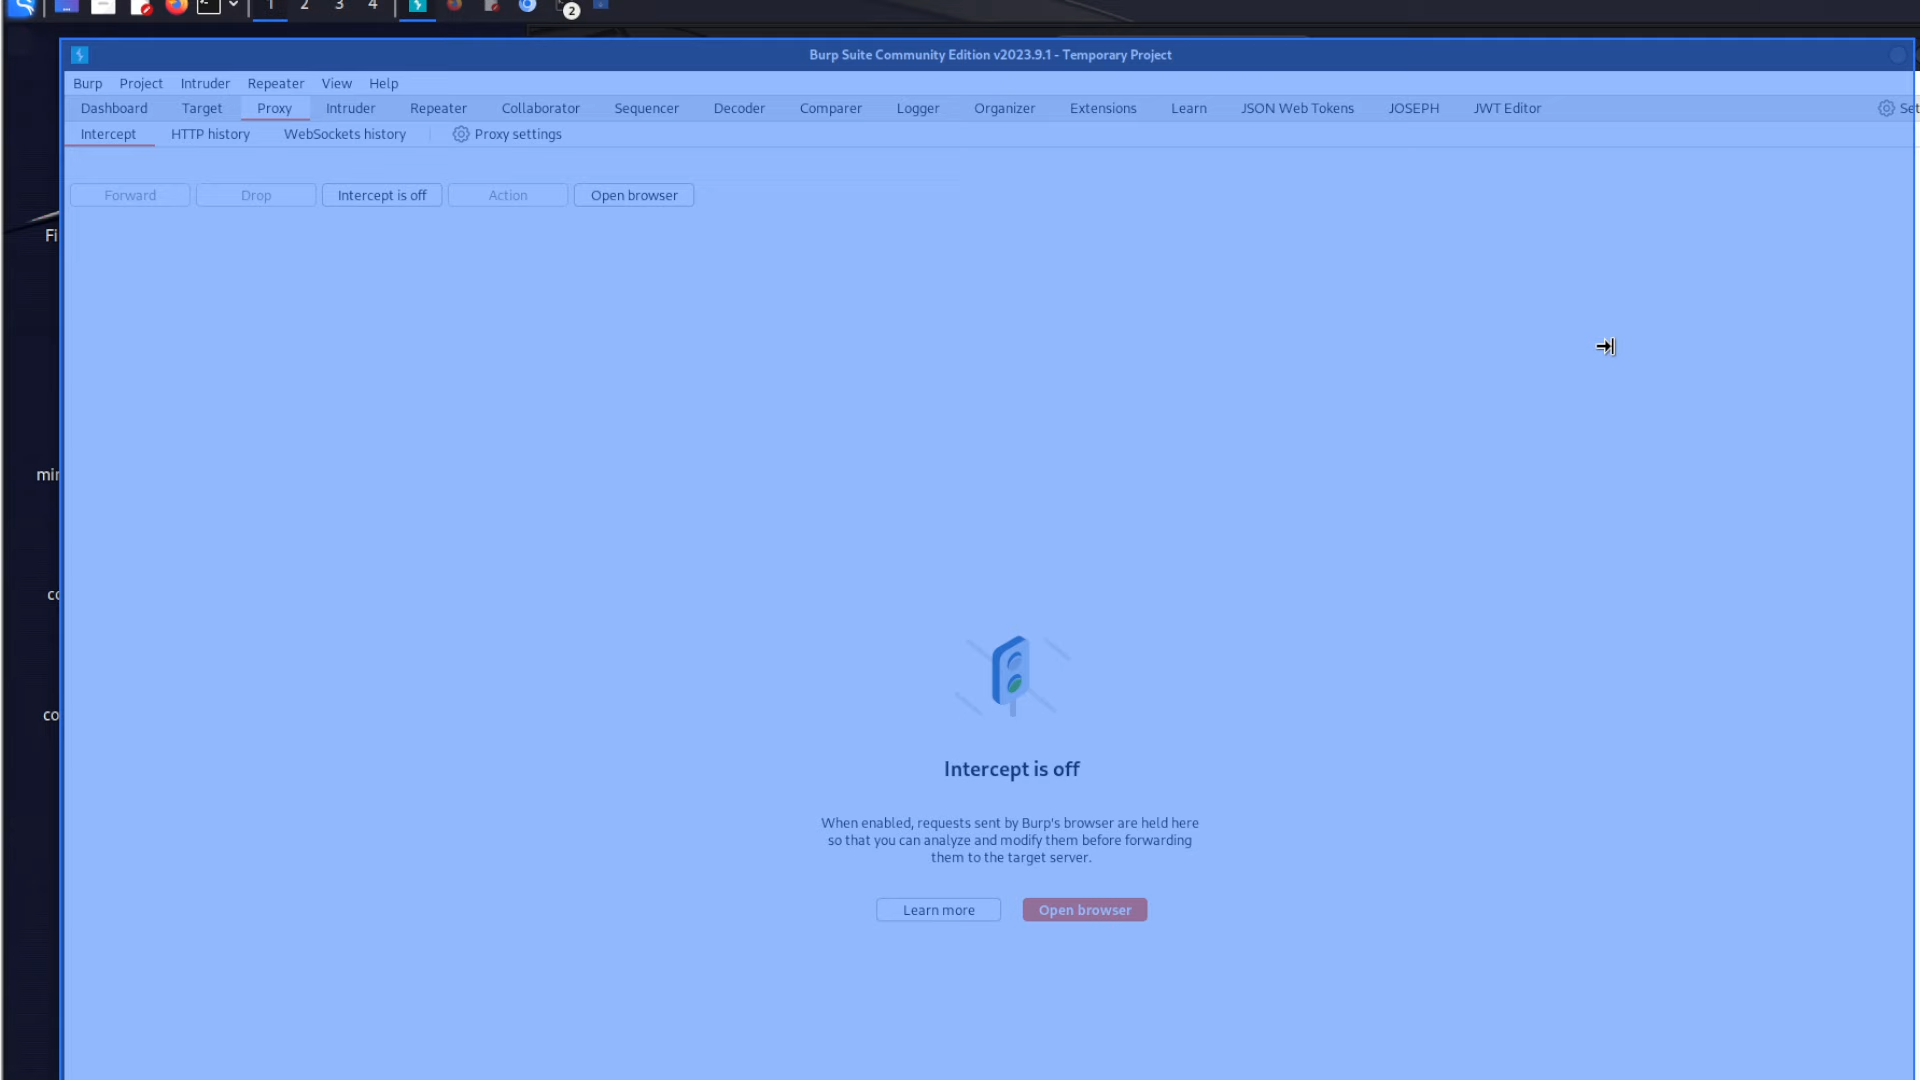 1 2 3 4
2
Burp Suite Community Edition v2023.9.1 - Temporary Project
Burp Project Intruder Repeater View Help
Dashboard Target Proxy Intruder Repeater Collaborator Sequencer Decoder Comparer Logger Organizer Extensions Learn JSON Web Tokens JOSEPH JWT Editor Set
Intercept HTTP history WebSockets history Proxy settings
Forward Drop Intercept is off Action Open browser
Fi
co
co
Intercept is off
When enabled, requests sent by Burp's browser are held here
so that you can analyze and modify them before forwarding
them to the target server.
Learn more Open browser